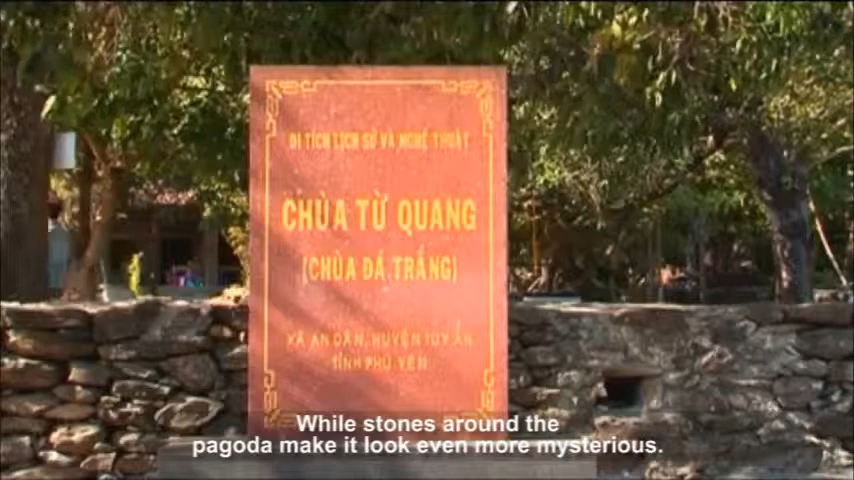 DI TÍCH LỊCH SỬ VÀ NGHỆ THUẬT
CHÙA TỪ QUANG
(CHÙA ĐÁ TRẮNG)
XÃ AN DÂN, HUYỆN TUY AN
TỈNH PHÚ YÊN
While stones around the
pagoda make it look even more mysterious.